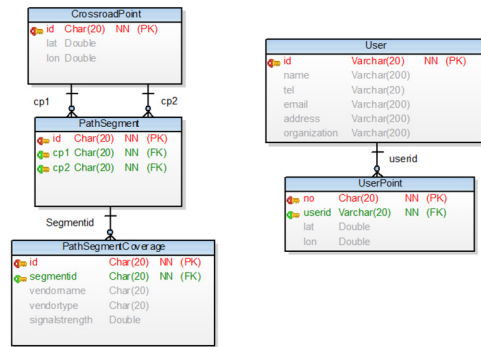 CrossroadPoint
id Char(20) NN (PK)
lat Double
lon Double
cp1
cp2
PathSegment
id Char(20) NN (PK)
cp1 Char(20) NN (FK)
cp2 Char(20) NN (FK)
Segmentid
PathSegmentCoverage
id Char(20) NN (PK)
segmentid Char(20) NN (FK)
vendorname Char(20)
vendortype Char(20)
signalstrength Double
User
id Varchar(20) NN (PK)
name Varchar(200)
tel Varchar(20)
email Varchar(200)
address Varchar(200)
organization Varchar(200)
userid
UserPoint
no Char(20) NN (PK)
userid Varchar(20) NN (FK)
lat Double
lon Double